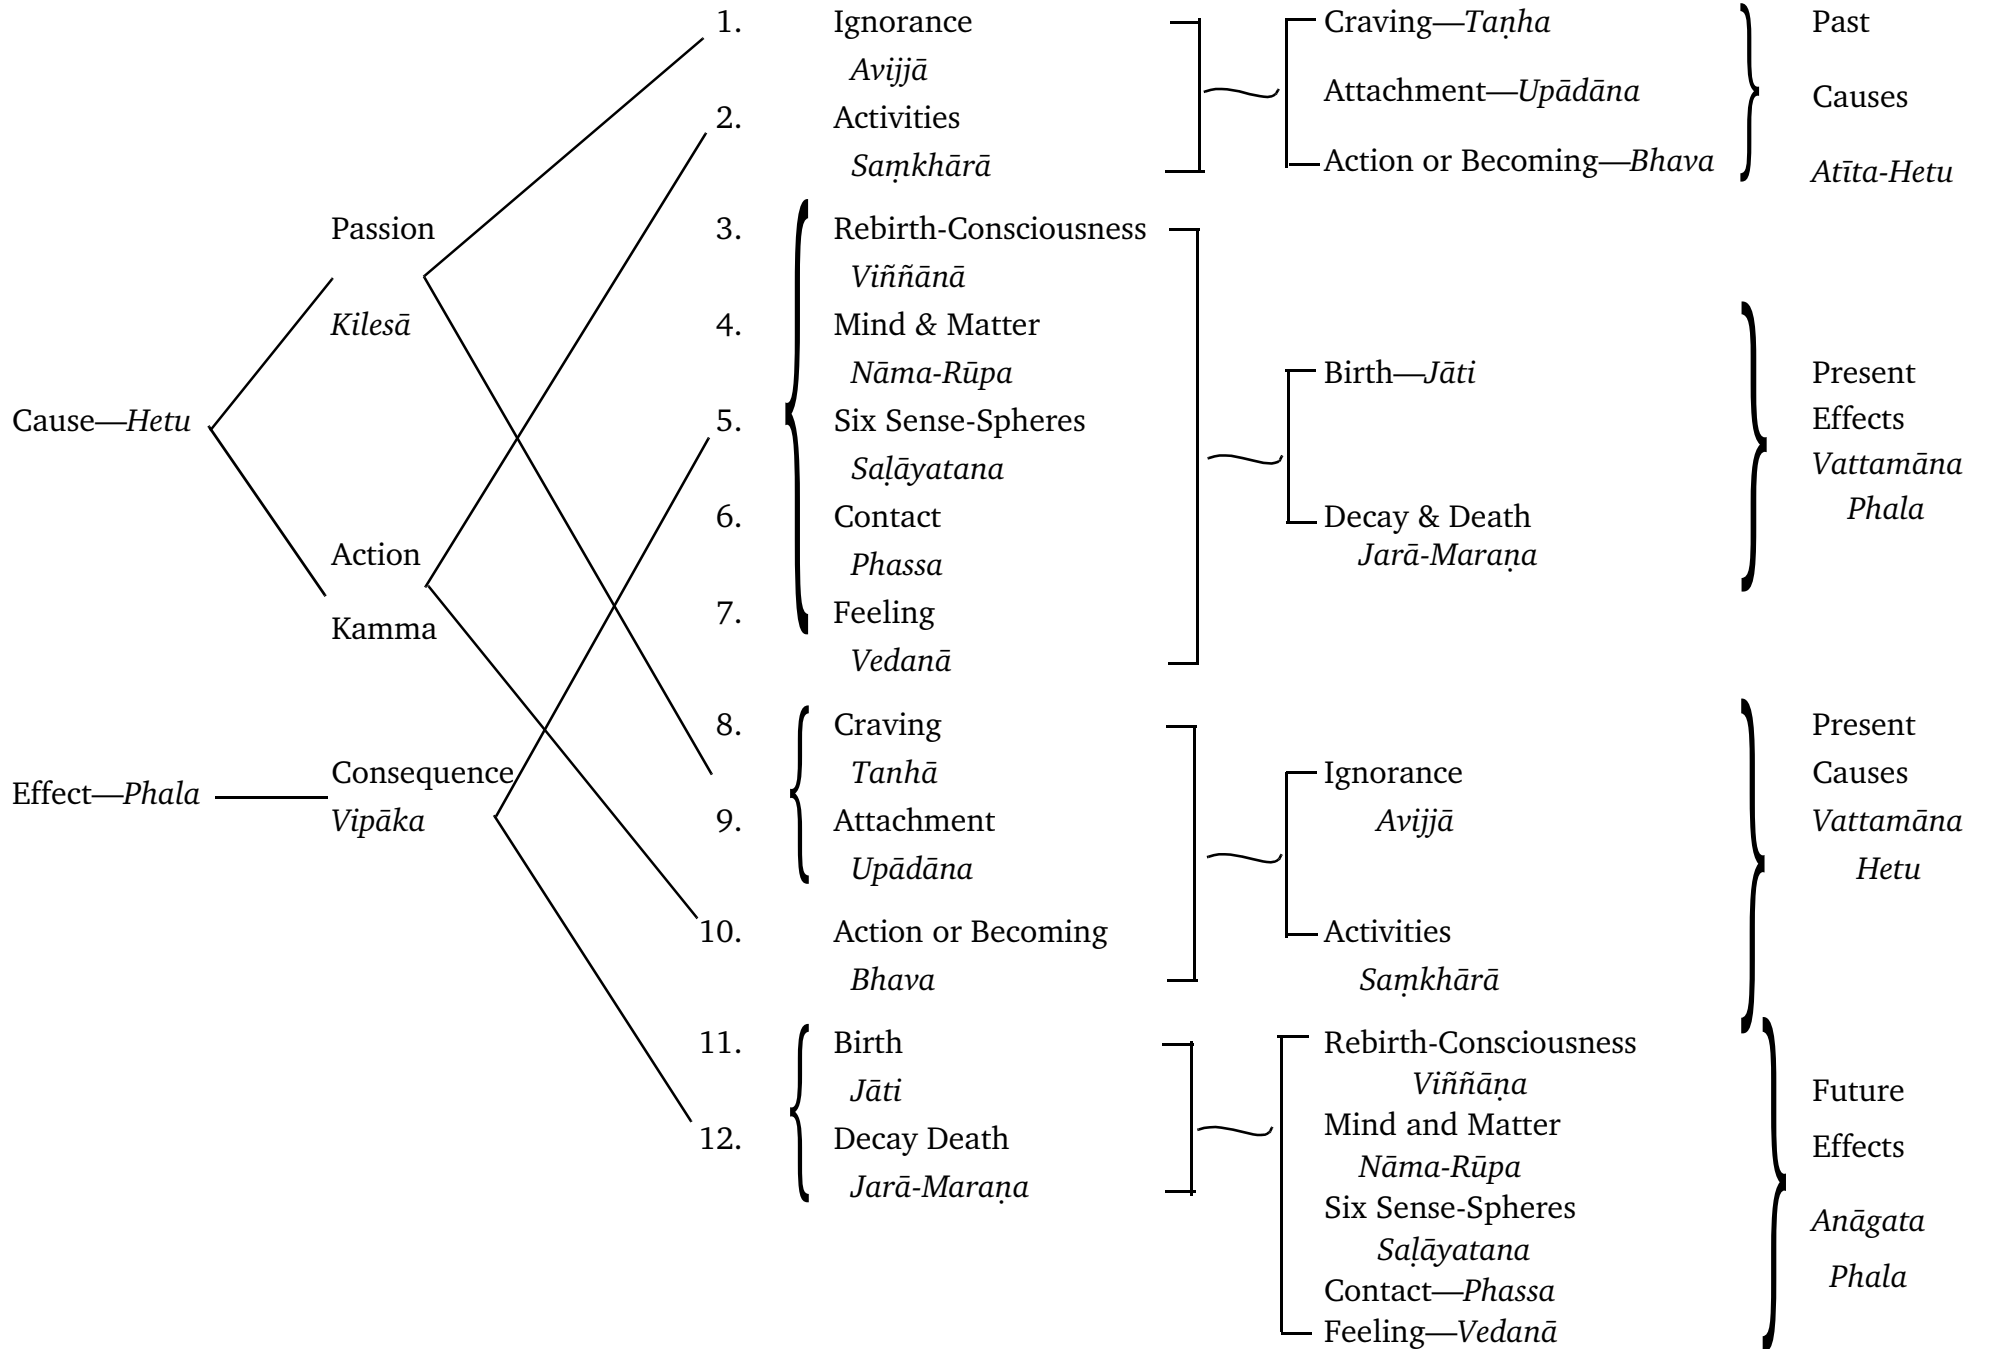 Cause—Hetu
Effect—Phala
Passion
Kilesā
Action
Kamma
Consequence
Vipāka
1. Ignorance
Avijjā
2. Activities
Saṃkhārā
3. Rebirth-Consciousness
Viññānā
4. Mind & Matter
Nāma-Rūpa
5. Six Sense-Spheres
Saḷāyatana
6. Contact
Phassa
7. Feeling
Vedanā
8. Craving
Tanhā
9. Attachment
Upādāna
10. Action or Becoming
Bhava
11. Birth
Jāti
12. Decay Death
Jarā-Maraṇa
Craving—Taṇha
Attachment—Upādāna
Action or Becoming—Bhava
Birth—Jāti
Decay & Death
Jarā-Maraṇa
Ignorance
Avijjā
Activities
Saṃkhārā
Rebirth-Consciousness
Viññāṇa
Mind and Matter
Nāma-Rūpa
Six Sense-Spheres
Saḷāyatana
Contact—Phassa
Feeling—Vedanā
Past
Causes
Atīta-Hetu
Present
Effects
Vattamāna
Phala
Present
Causes
Vattamāna
Hetu
Future
Effects
Anāgata
Phala